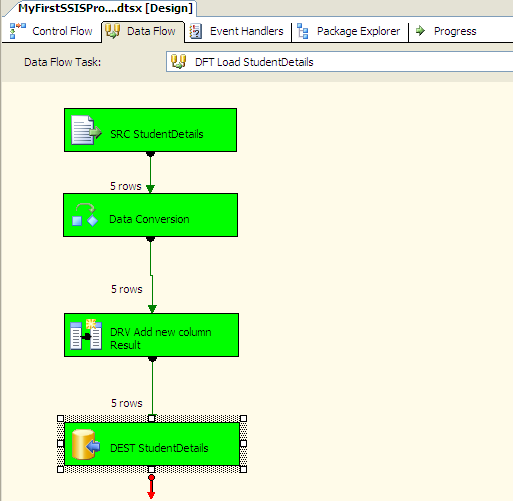 MyFirstSSISPro....dtsx [Design]
Control Flow Data Flow Event Handlers Package Explorer Progress
Data Flow Task: DFT Load StudentDetails
SRC StudentDetails
5 rows
Data Conversion
5 rows
DRV Add new column
Result
5 rows
DEST StudentDetails